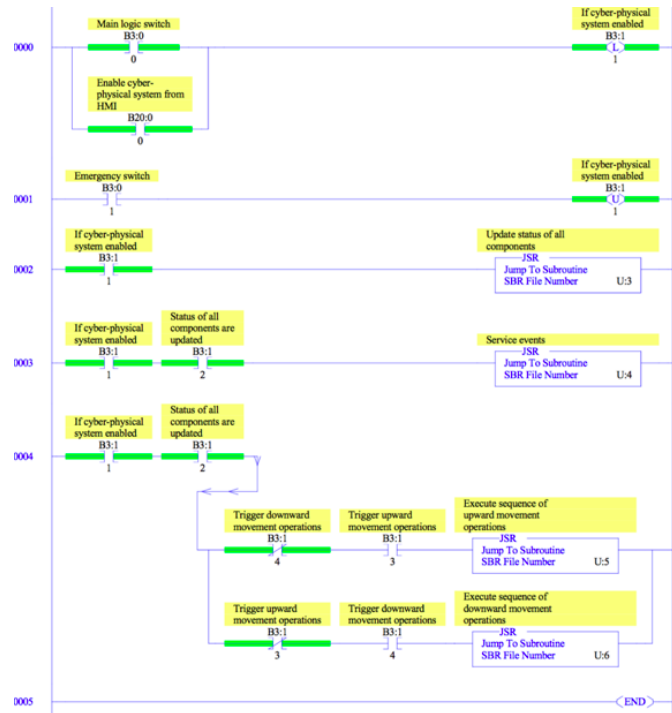 Main logic switch
B3:0
0
If cyber-physical
system enabled
B3:1
L
1
0000
Enable cyber-
physical system from
HMI
B20:0
0
Emergency switch
B3:0
1
If cyber-physical
system enabled
B3:1
U
1
0001
If cyber-physical
system enabled
B3:1
1
Update status of all
components
JSR
Jump To Subroutine
SBR File Number U:3
0002
If cyber-physical
system enabled
B3:1
1
Status of all
components are
updated
B3:1
2
Service events
JSR
Jump To Subroutine
SBR File Number U:4
0003
If cyber-physical
system enabled
B3:1
1
Status of all
components are
updated
B3:1
2
0004
Trigger downward
movement operations
B3:1
4
Trigger upward
movement operations
B3:1
3
Execute sequence of
upward movement
operations
JSR
Jump To Subroutine
SBR File Number U:5
Trigger upward
movement operations
B3:1
3
Trigger downward
movement operations
B3:1
4
Execute sequence of
downward movement
operations
JSR
Jump To Subroutine
SBR File Number U:6
0005
END